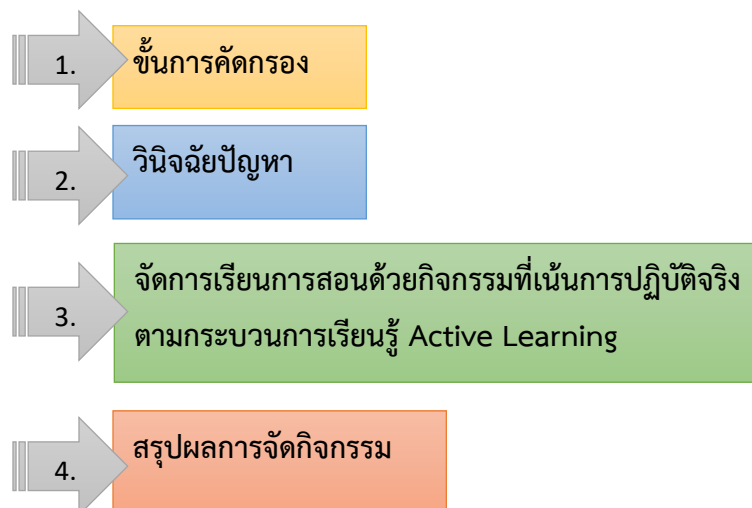 1. ขั้นการคัดกรอง
2. วินิจฉัยปัญหา
3. จัดการเรียนการสอนด้วยกิจกรรมที่เน้นการปฏิบัติจริง
ตามกระบวนการเรียนรู้ Active Learning
4. สรุปผลการจัดกิจกรรม